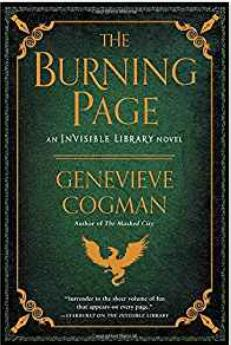 THE
BURNING
PAGE
AN INVISIBLE LIBRARY NOVEL
GENEVIEVE
COGMAN
Author of The Masked City
"Surrender to the sheer volume of fun
that appears on every page."
—STARBURST ON THE INVISIBLE LIBRARY